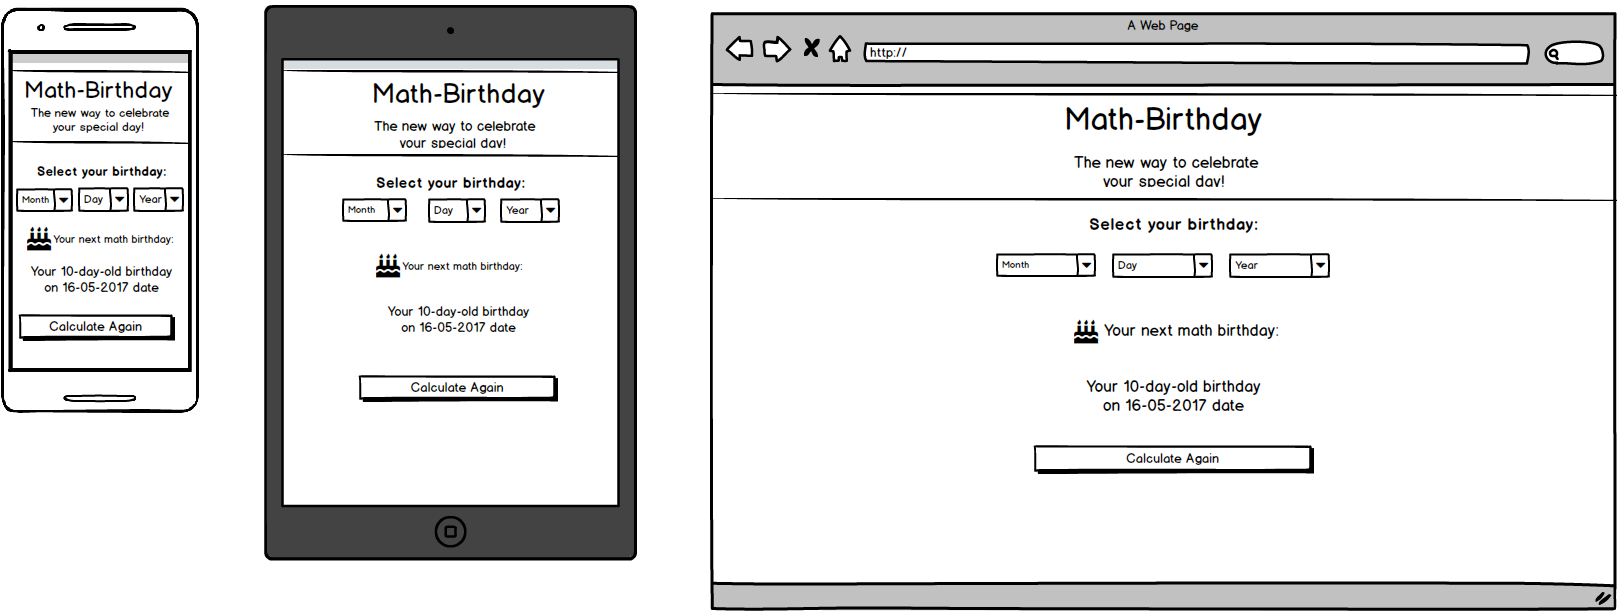 Math-Birthday
The new way to celebrate
your special day!
Select your birthday:
Month Day Year
Your next math birthday:
Your 10-day-old birthday
on 16-05-2017 date
Calculate Again
Math-Birthday
The new way to celebrate
your special day!
Select your birthday:
Month Day Year
Your next math birthday:
Your 10-day-old birthday
on 16-05-2017 date
Calculate Again
A Web Page
http://
Math-Birthday
The new way to celebrate
your special day!
Select your birthday:
Month Day Year
Your next math birthday:
Your 10-day-old birthday
on 16-05-2017 date
Calculate Again